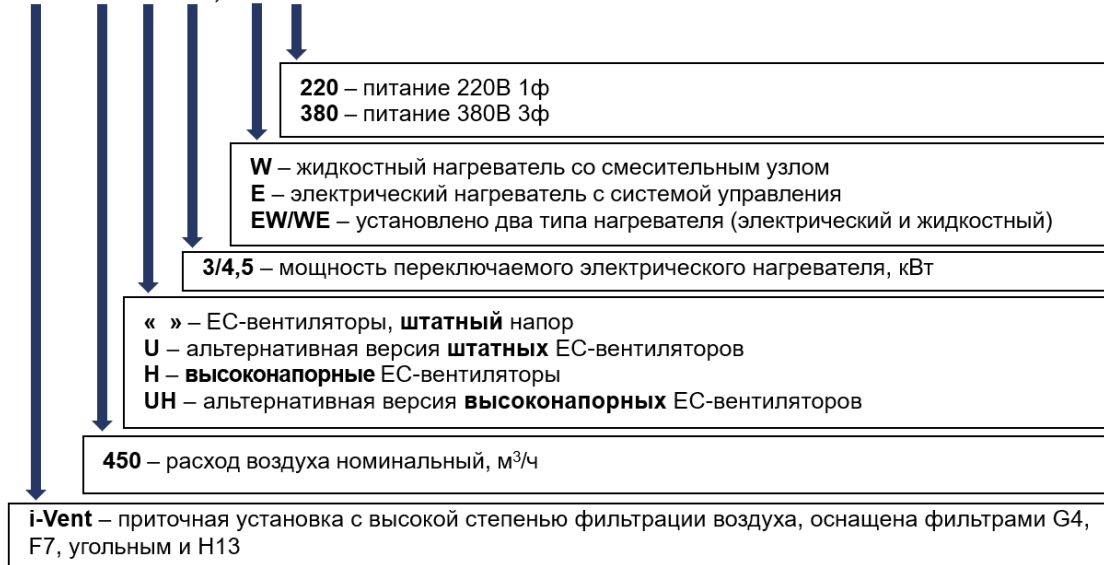 220 – питание 220В 1ф
380 – питание 380В 3ф
W – жидкостный нагреватель со смесительным узлом
E – электрический нагреватель с системой управления
EW/WE – установлено два типа нагревателя (электрический и жидкостный)
3/4,5 – мощность переключаемого электрического нагревателя, кВт
« » – ЕС-вентиляторы, штатный напор
U – альтернативная версия штатных ЕС-вентиляторов
H – высоконапорные ЕС-вентиляторы
UH – альтернативная версия высоконапорных ЕС-вентиляторов
450 – расход воздуха номинальный, м³/ч
i-Vent – приточная установка с высокой степенью фильтрации воздуха, оснащена фильтрами G4,
F7, угольным и H13